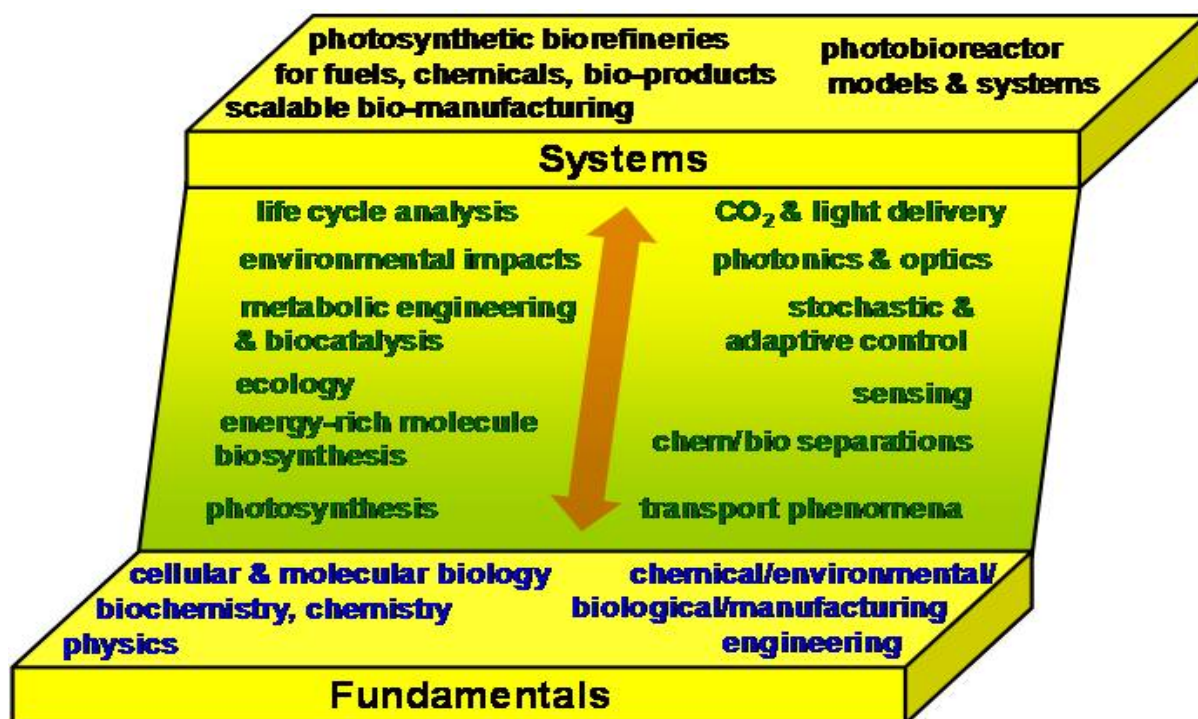 photosynthetic biorefineries
for fuels, chemicals, bio-products
scalable bio-manufacturing
photobioreactor
models & systems
Systems
life cycle analysis
environmental impacts
metabolic engineering
& biocatalysis
ecology
energy-rich molecule
biosynthesis
photosynthesis
CO₂ & light delivery
photonics & optics
stochastic &
adaptive control
sensing
chem/bio separations
transport phenomena
cellular & molecular biology
biochemistry, chemistry
physics
chemical/environmental/
biological/manufacturing
engineering
Fundamentals